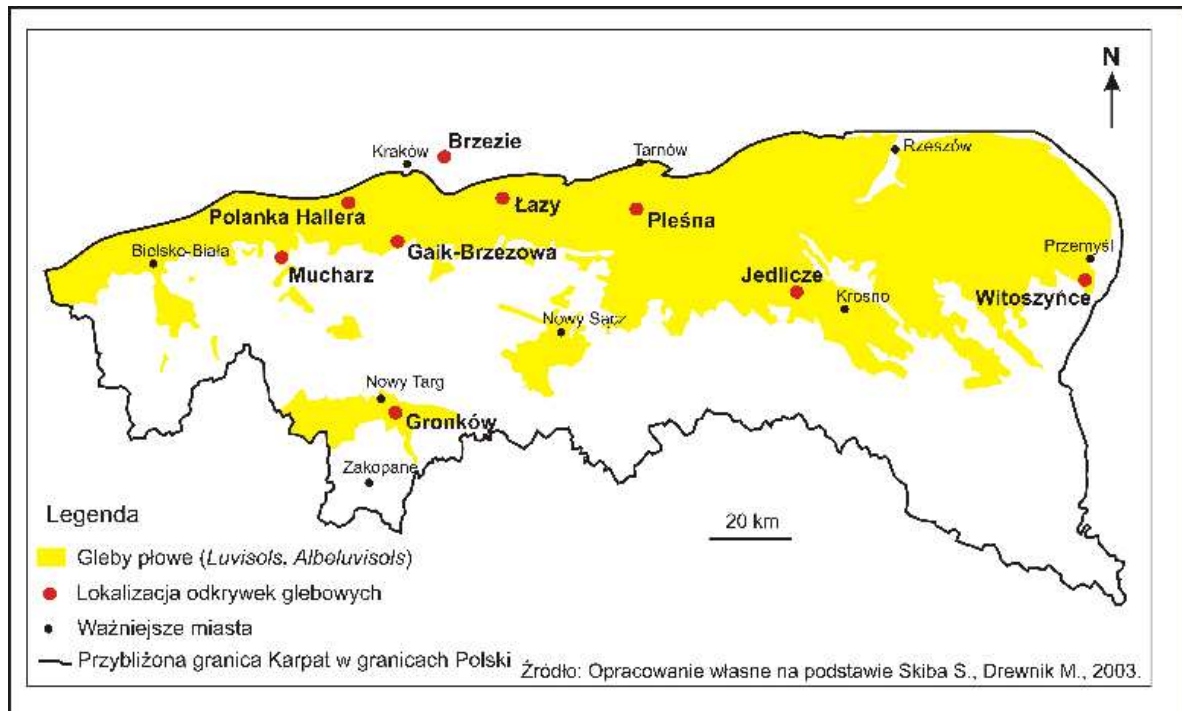 N
Brzezie
Kraków
Tarnów
Rzeszów
Polanka Hallera
Łazy
Pleśna
Gaik-Brzezowa
Bielsko-Biała
Mucharz
Przemyśl
Jedlicze
Witoszyńce
Krosno
Nowy Sącz
Nowy Targ
Gronków
Zakopane
20 km
Legenda
Gleby płowe (Luvisols, Albeluvisols)
Lokalizacja odkrywek glebowych
Ważniejsze miasta
Przybliżona granica Karpat w granicach Polski
Źródło: Opracowanie własne na podstawie Skiba S., Drewnik M., 2003.